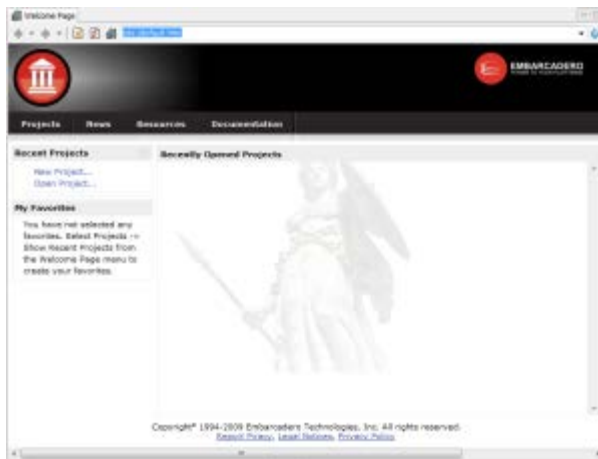 Welcome Page
EMBARCADERO
Projects News Resources Documentation
Recent Projects
New Project...
Open Project...
My Favorites
You have not selected any
favorites. Select Projects ->
Show Recent Projects from
the Welcome Page menu to
create your favorites.
Recently Opened Projects
Copyright® 1994-2009 Embarcadero Technologies, Inc. All rights reserved.
Report Piracy, Legal Notices, Privacy Policy